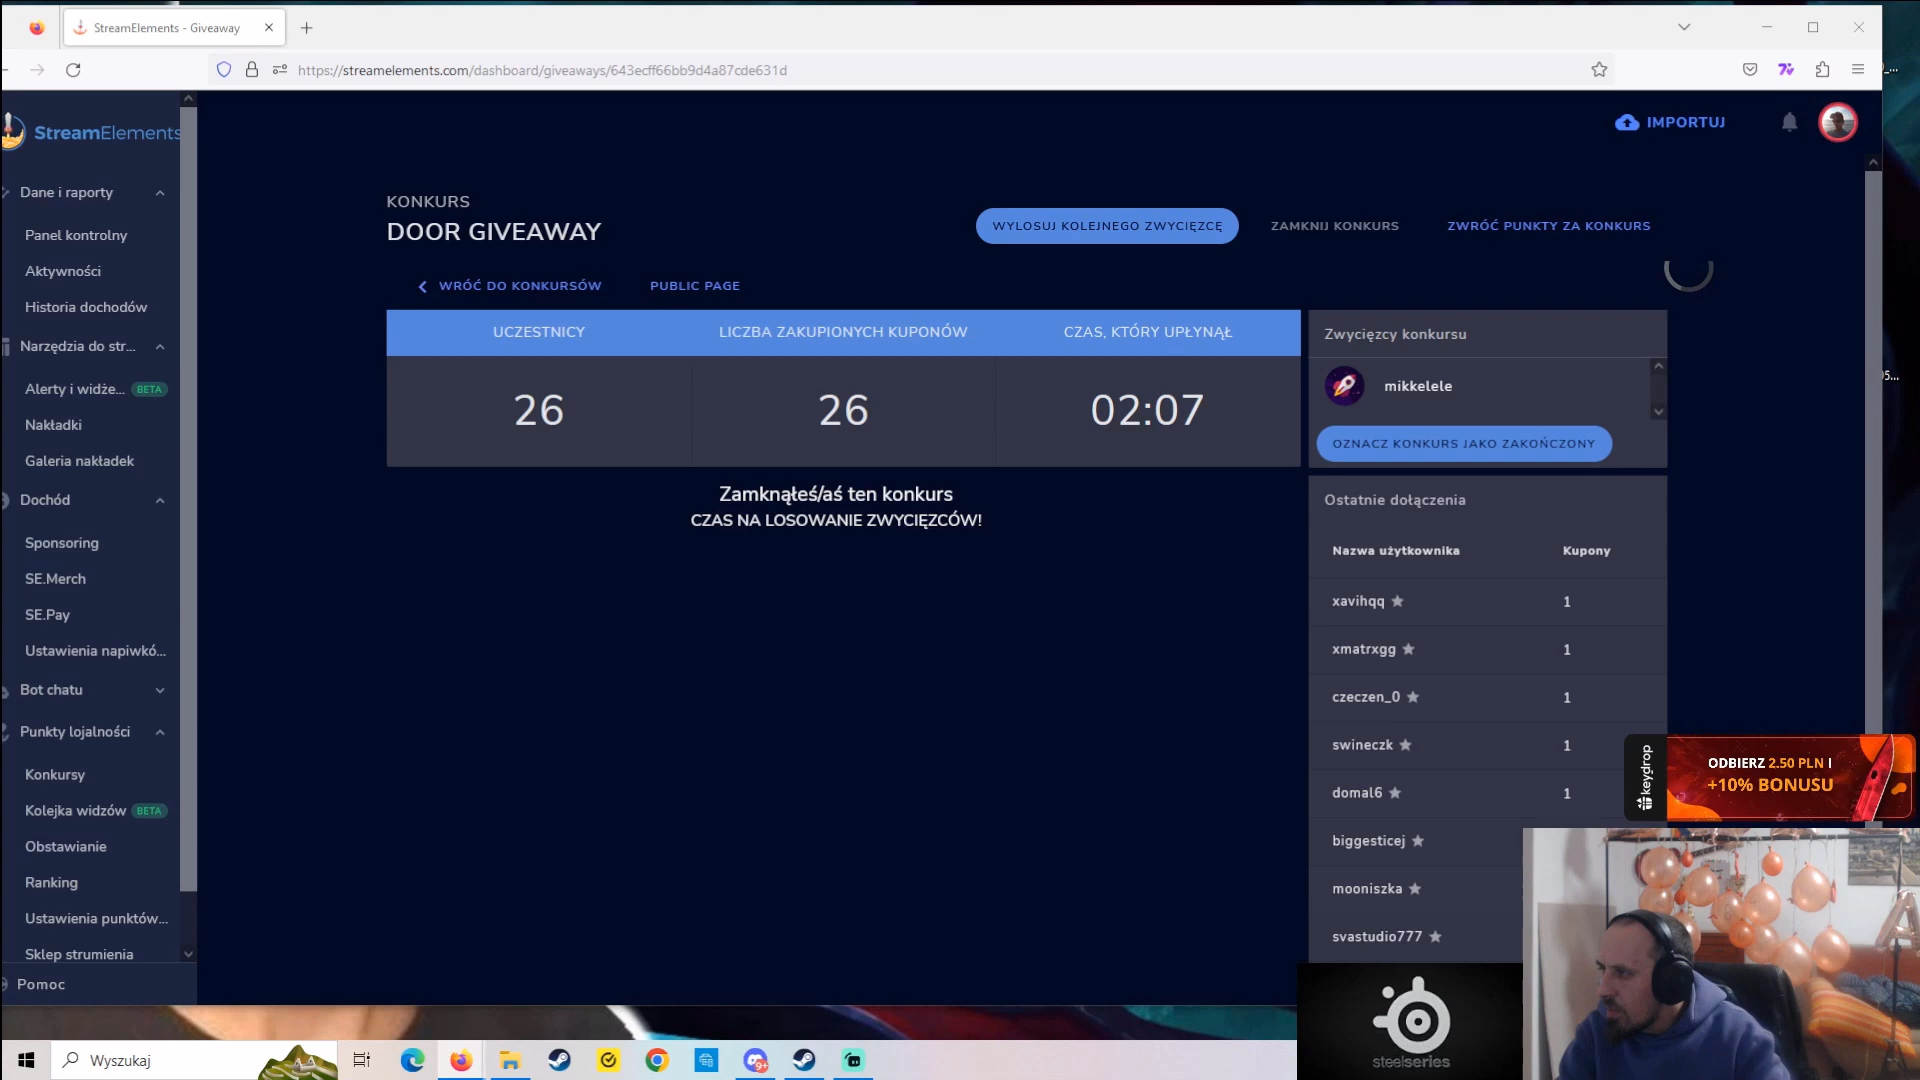 StreamElements - Giveaway
https://streamelements.com/dashboard/giveaways/643ecff66bb9d4a87cde631d
StreamElements
IMPORTUJ
Dane i raporty
Panel kontrolny
Aktywności
Historia dochodów
Narzędzia do str...
Alerty i widże... BETA
Nakładki
Galeria nakładek
Dochód
Sponsoring
SE.Merch
SE.Pay
Ustawienia napiwkó...
Bot chatu
Punkty lojalności
Konkursy
Kolejka widzów BETA
Obstawianie
Ranking
Ustawienia punktów...
Sklep strumienia
Pomoc
KONKURS
DOOR GIVEAWAY
WYLOSUJ KOLEJNEGO ZWYCIĘZCĘ
ZAMKNIJ KONKURS
ZWRÓĆ PUNKTY ZA KONKURS
WRÓĆ DO KONKURSÓW
PUBLIC PAGE
UCZESTNICY LICZBA ZAKUPIONYCH KUPONÓW CZAS, KTÓRY UPŁYNĄŁ
26 26 02:07
Zamknąłeś/aś ten konkurs
CZAS NA LOSOWANIE ZWYCIĘZCÓW!
Zwycięzcy konkursu
mikkelele
OZNACZ KONKURS JAKO ZAKOŃCZONY
Ostatnie dołączenia
Nazwa użytkownika Kupony
xavihqq 1
xmatrxgg 1
czeczen_0 1
swineczk 1
domal6 1
biggesticej
mooniszka
svastudio777
keydrop
ODBIERZ 2.50 PLN I
+10% BONUSU
steelseries
Wyszukaj
9+